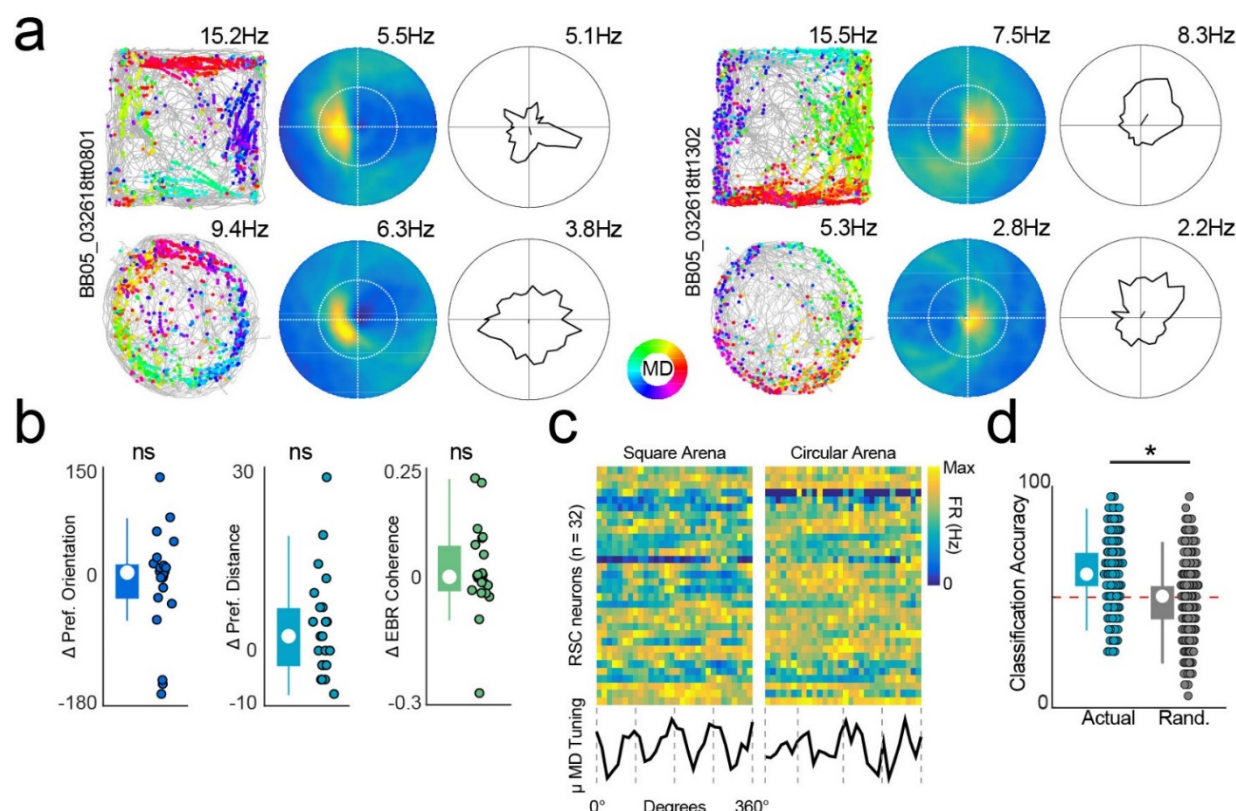 a
15.2Hz 5.5Hz 5.1Hz 15.5Hz 7.5Hz 8.3Hz
BB05_032618tt0801
BB05_032618tt1302
9.4Hz 6.3Hz 3.8Hz 5.3Hz 2.8Hz 2.2Hz
MD
b
ns
150
0
-180
Δ Pref. Orientation
ns
30
0
-10
Δ Pref. Distance
ns
0.25
0
-0.3
Δ EBR Coherence
c
Square Arena Circular Arena
RSC neurons (n = 32)
Max
FR (Hz)
0
μ MD Tuning
0° Degrees 360°
d
*
100
0
Classification Accuracy
Actual Rand.